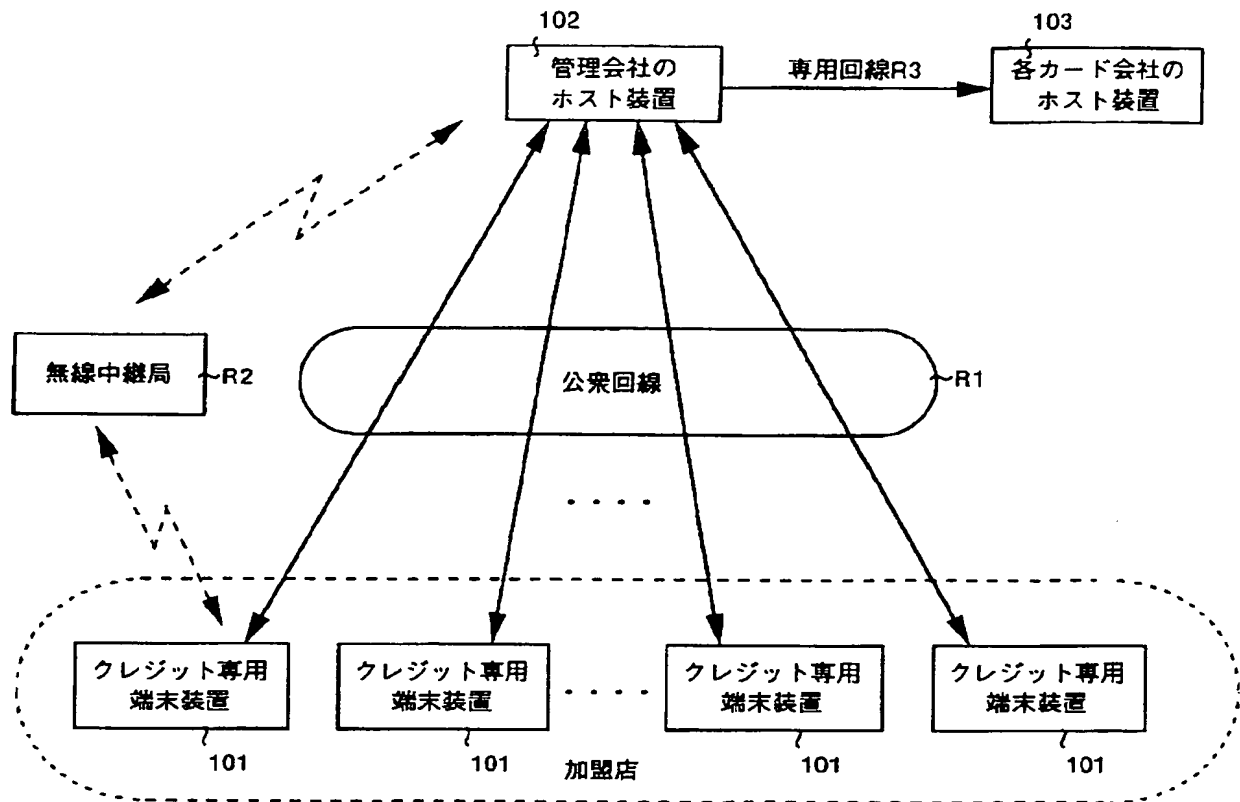 102
管理会社の
ホスト装置
専用回線R3
103
各カード会社の
ホスト装置
無線中継局
R2
公衆回線
R1
クレジット専用
端末装置
101
クレジット専用
端末装置
101
クレジット専用
端末装置
101
クレジット専用
端末装置
101
加盟店